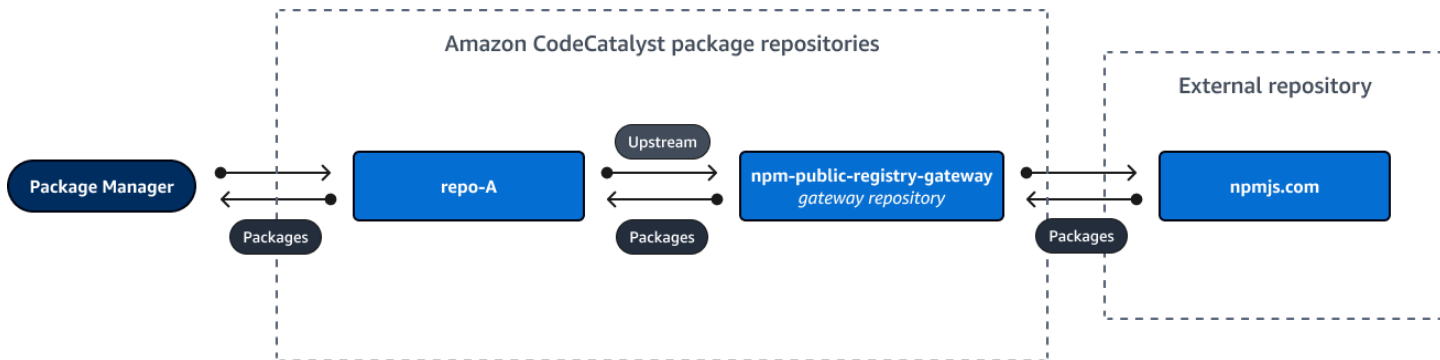 Amazon CodeCatalyst package repositories
External repository
Package Manager
repo-A
Upstream
npm-public-registry-gateway
gateway repository
npmjs.com
Packages
Packages
Packages